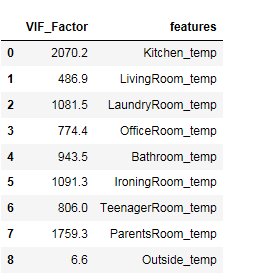 VIF_Factor features
0 2070.2 Kitchen_temp
1 486.9 LivingRoom_temp
2 1081.5 LaundryRoom_temp
3 774.4 OfficeRoom_temp
4 943.5 Bathroom_temp
5 1091.3 IroningRoom_temp
6 806.0 TeenagerRoom_temp
7 1759.3 ParentsRoom_temp
8 6.6 Outside_temp